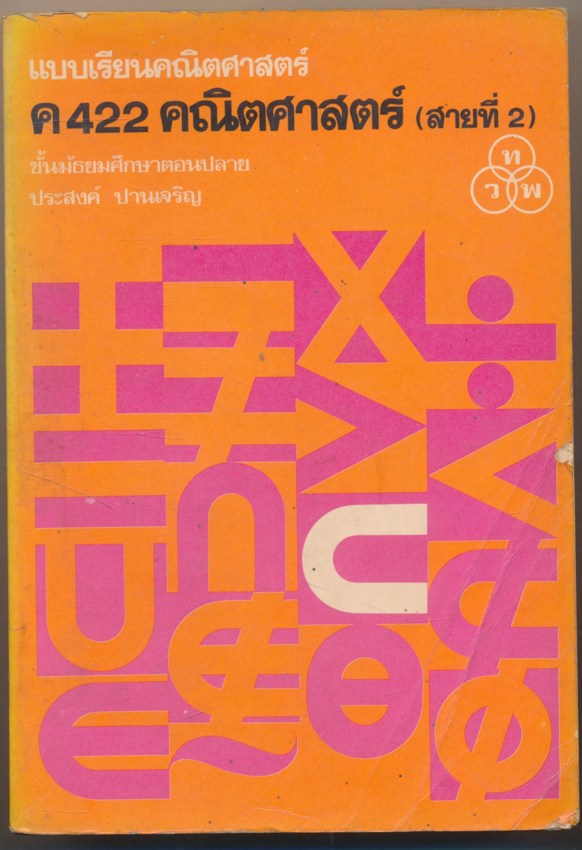 แบบเรียนคณิตศาสตร์
ค 422 คณิตศาสตร์ (สายที่ 2)
ชั้นมัธยมศึกษาตอนปลาย
ประสงค์ ปานเจริญ
ท
ว พ